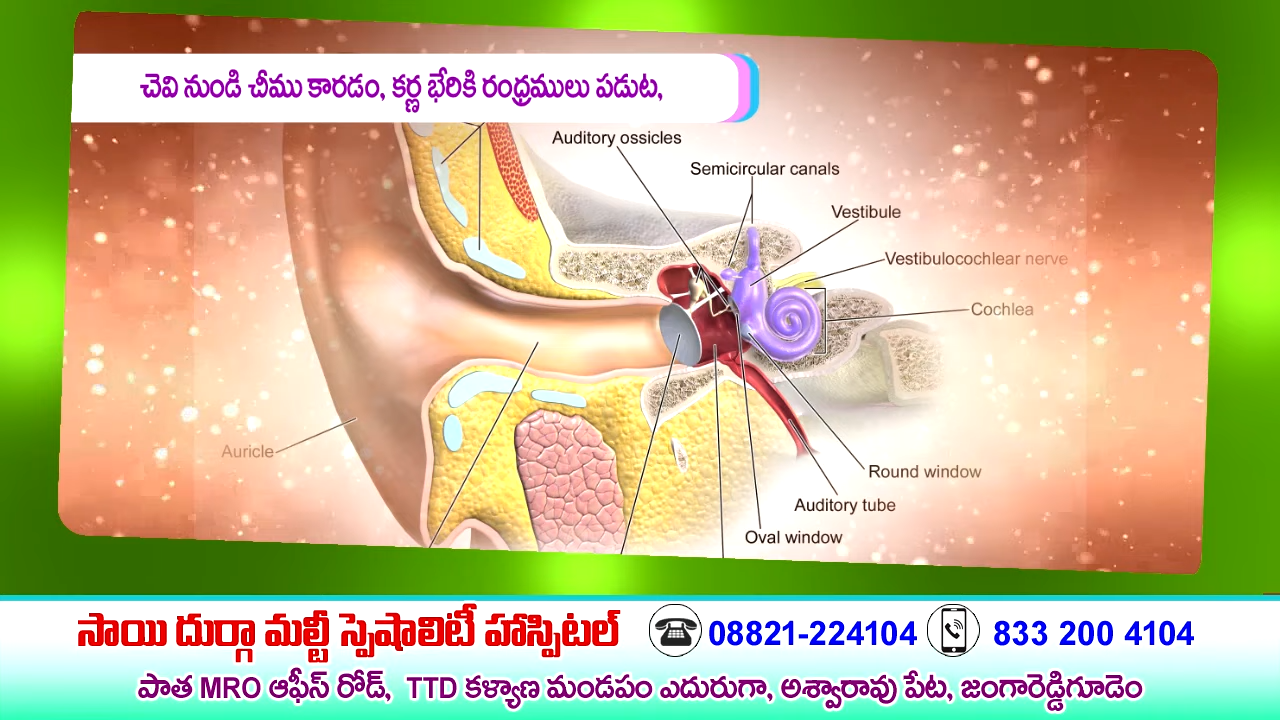 చెవి నుండి చీము కారడం, కర్ణ భేరికి రంధ్రములు పడుట,
Auditory ossicles
Semicircular canals
Vestibule
Vestibulocochlear nerve
Cochlea
Auricle
Round window
Auditory tube
Oval window
సాయి దుర్గా మల్టీ స్పెషాలిటీ హాస్పిటల్ 08821-224104 833 200 4104
పాత MRO ఆఫీస్ రోడ్, TTD కళ్యాణ మండపం ఎదురుగా, అశ్వారావు పేట, జంగారెడ్డిగూడెం